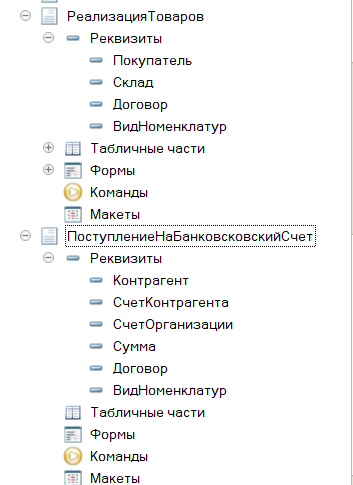 РеализацияТоваров
Реквизиты
Покупатель
Склад
Договор
ВидНоменклатур
Табличные части
Формы
Команды
Макеты
ПоступлениеНаБанковсковскийСчет
Реквизиты
Контрагент
СчетКонтрагента
СчетОрганизации
Сумма
Договор
ВидНоменклатур
Табличные части
Формы
Команды
Макеты